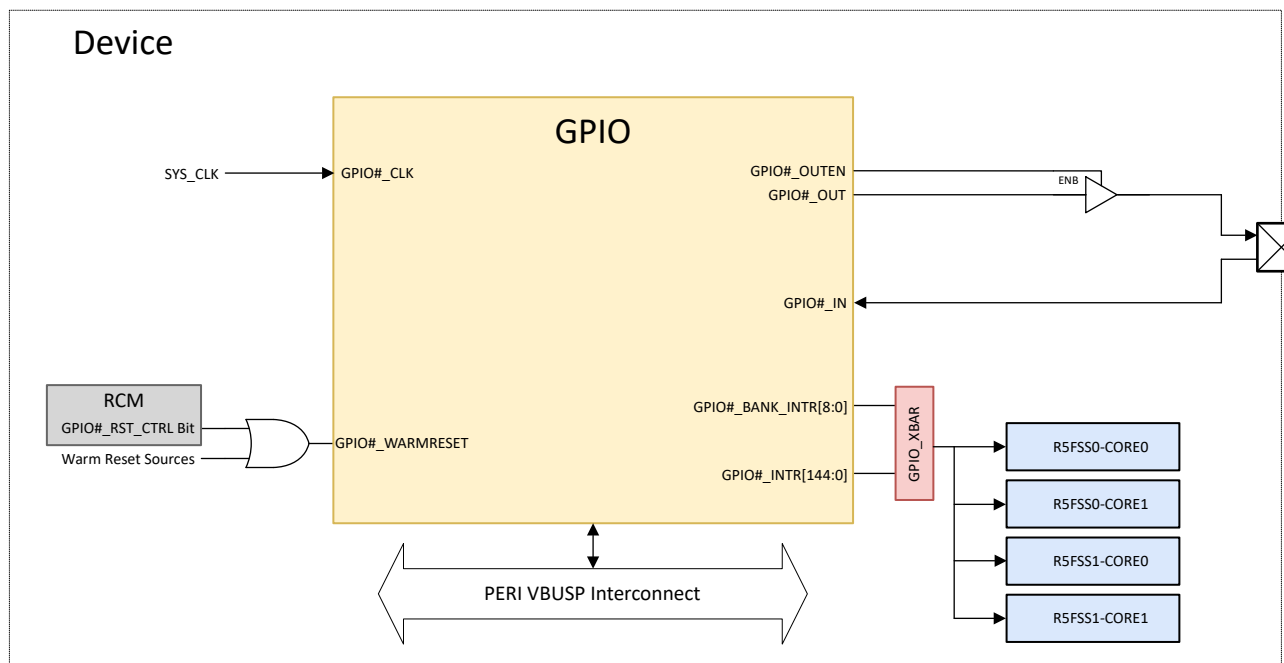 Device
GPIO
SYS_CLK
GPIO#_CLK
GPIO#_OUTEN
GPIO#_OUT
ENB
GPIO#_IN
RCM
GPIO#_RST_CTRL Bit
Warm Reset Sources
GPIO#_WARMRESET
GPIO#_BANK_INTR[8:0]
GPIO#_INTR[144:0]
GPIO_XBAR
R5FSS0-CORE0
R5FSS0-CORE1
R5FSS1-CORE0
R5FSS1-CORE1
PERI VBUSP Interconnect